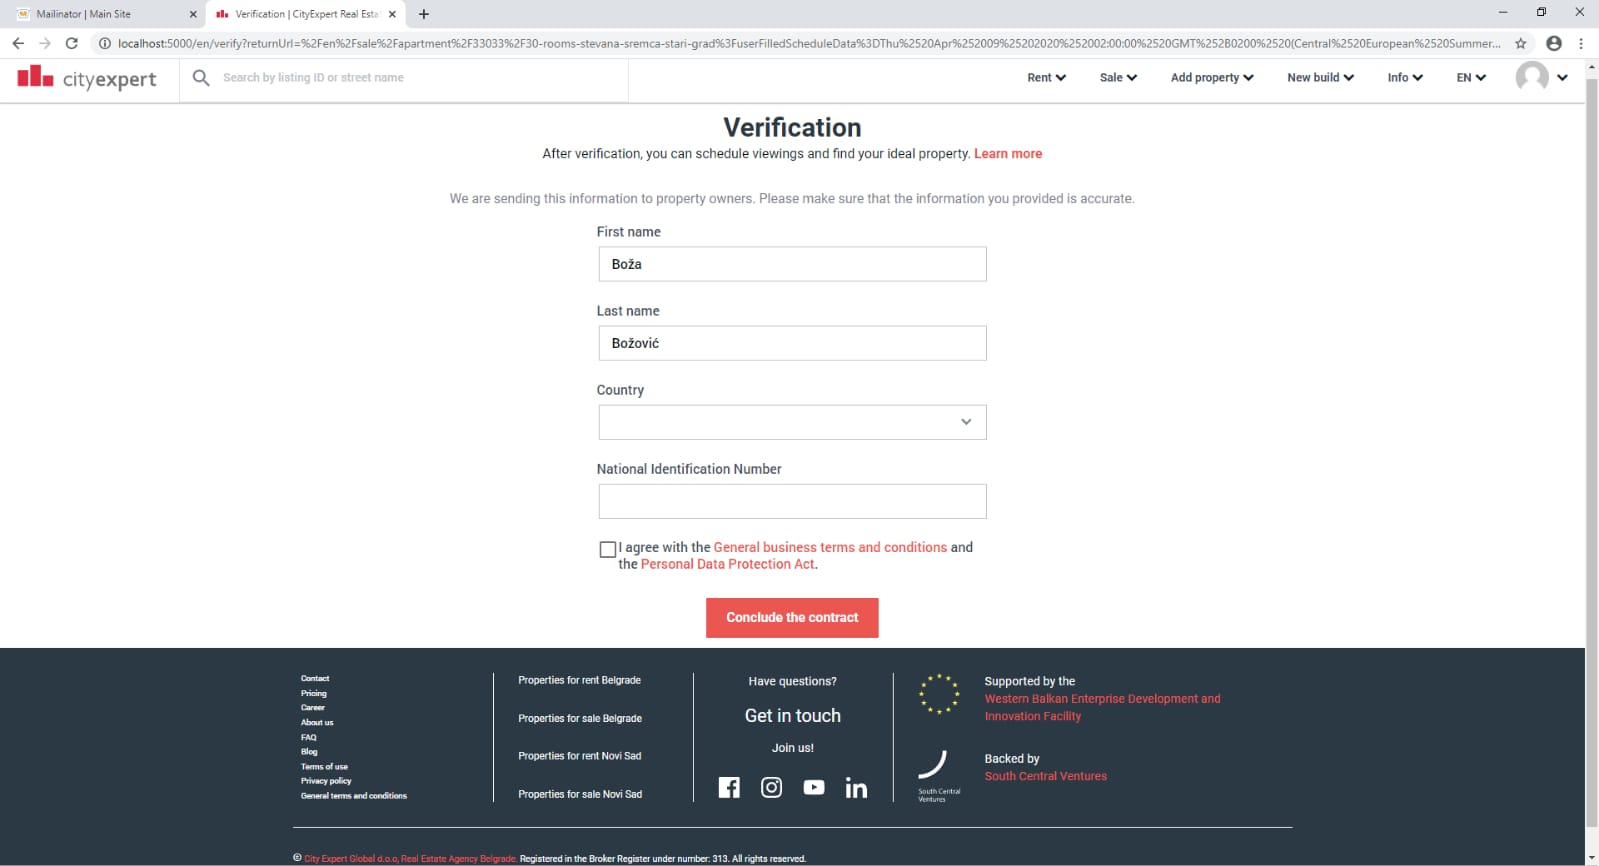 Mailinator | Main Site
Verification | CityExpert Real Esta
localhost:5000/en/verify?returnUrl=%2Fen%2Fsale%2Fapartment%2F33033%2F30-rooms-stevana-sremca-stari-grad%3FuserFilledScheduleData%3DThu%2520Apr%252009%25202020%252002:00:00%2520GMT%252B0200%2520(Central%2520European%2520Summer...
cityexpert
Search by listing ID or street name
Rent
Sale
Add property
New build
Info
EN
Verification
After verification, you can schedule viewings and find your ideal property. Learn more
We are sending this information to property owners. Please make sure that the information you provided is accurate.
First name
Boža
Last name
Božović
Country
National Identification Number
I agree with the General business terms and conditions and
the Personal Data Protection Act.
Conclude the contract
Contact
Pricing
Career
About us
FAQ
Blog
Terms of use
Privacy policy
General terms and conditions
Properties for rent Belgrade
Properties for sale Belgrade
Properties for rent Novi Sad
Properties for sale Novi Sad
Have questions?
Get in touch
Join us!
Supported by the
Western Balkan Enterprise Development and
Innovation Facility
South Central
Ventures
Backed by
South Central Ventures
© City Expert Global d.o.o, Real Estate Agency Belgrade. Registered in the Broker Register under number: 313. All rights reserved.